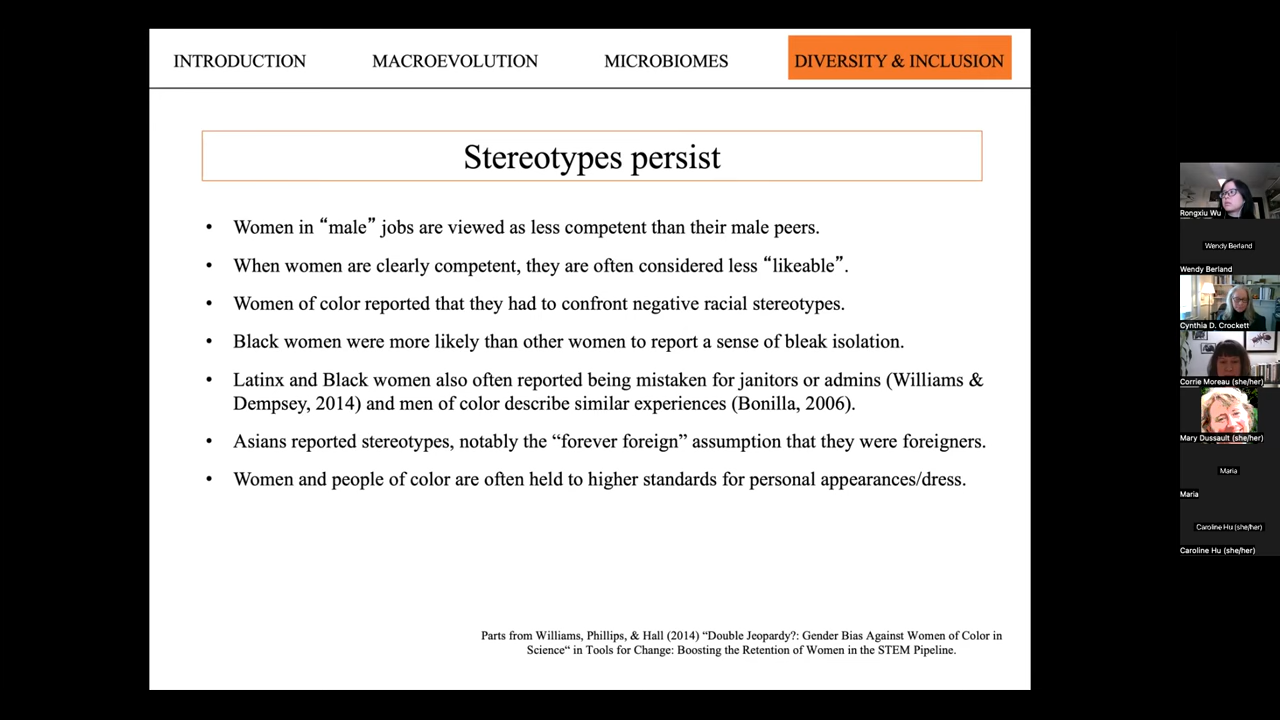 INTRODUCTION MACROEVOLUTION MICROBIOMES DIVERSITY & INCLUSION
Stereotypes persist
• Women in “male” jobs are viewed as less competent than their male peers.
• When women are clearly competent, they are often considered less “likeable”.
• Women of color reported that they had to confront negative racial stereotypes.
• Black women were more likely than other women to report a sense of bleak isolation.
• Latinx and Black women also often reported being mistaken for janitors or admins (Williams &
Dempsey, 2014) and men of color describe similar experiences (Bonilla, 2006).
• Asians reported stereotypes, notably the “forever foreign” assumption that they were foreigners.
• Women and people of color are often held to higher standards for personal appearances/dress.
Parts from Williams, Phillips, & Hall (2014) “Double Jeopardy?: Gender Bias Against Women of Color in
Science“ in Tools for Change: Boosting the Retention of Women in the STEM Pipeline.
Rongxiu Wu
Wendy Berland
Wendy Berland
Cynthia D. Crockett
Corrie Moreau (she/her)
Mary Dussault (she/her)
Maria
Maria
Caroline Hu (she/her)
Caroline Hu (she/her)